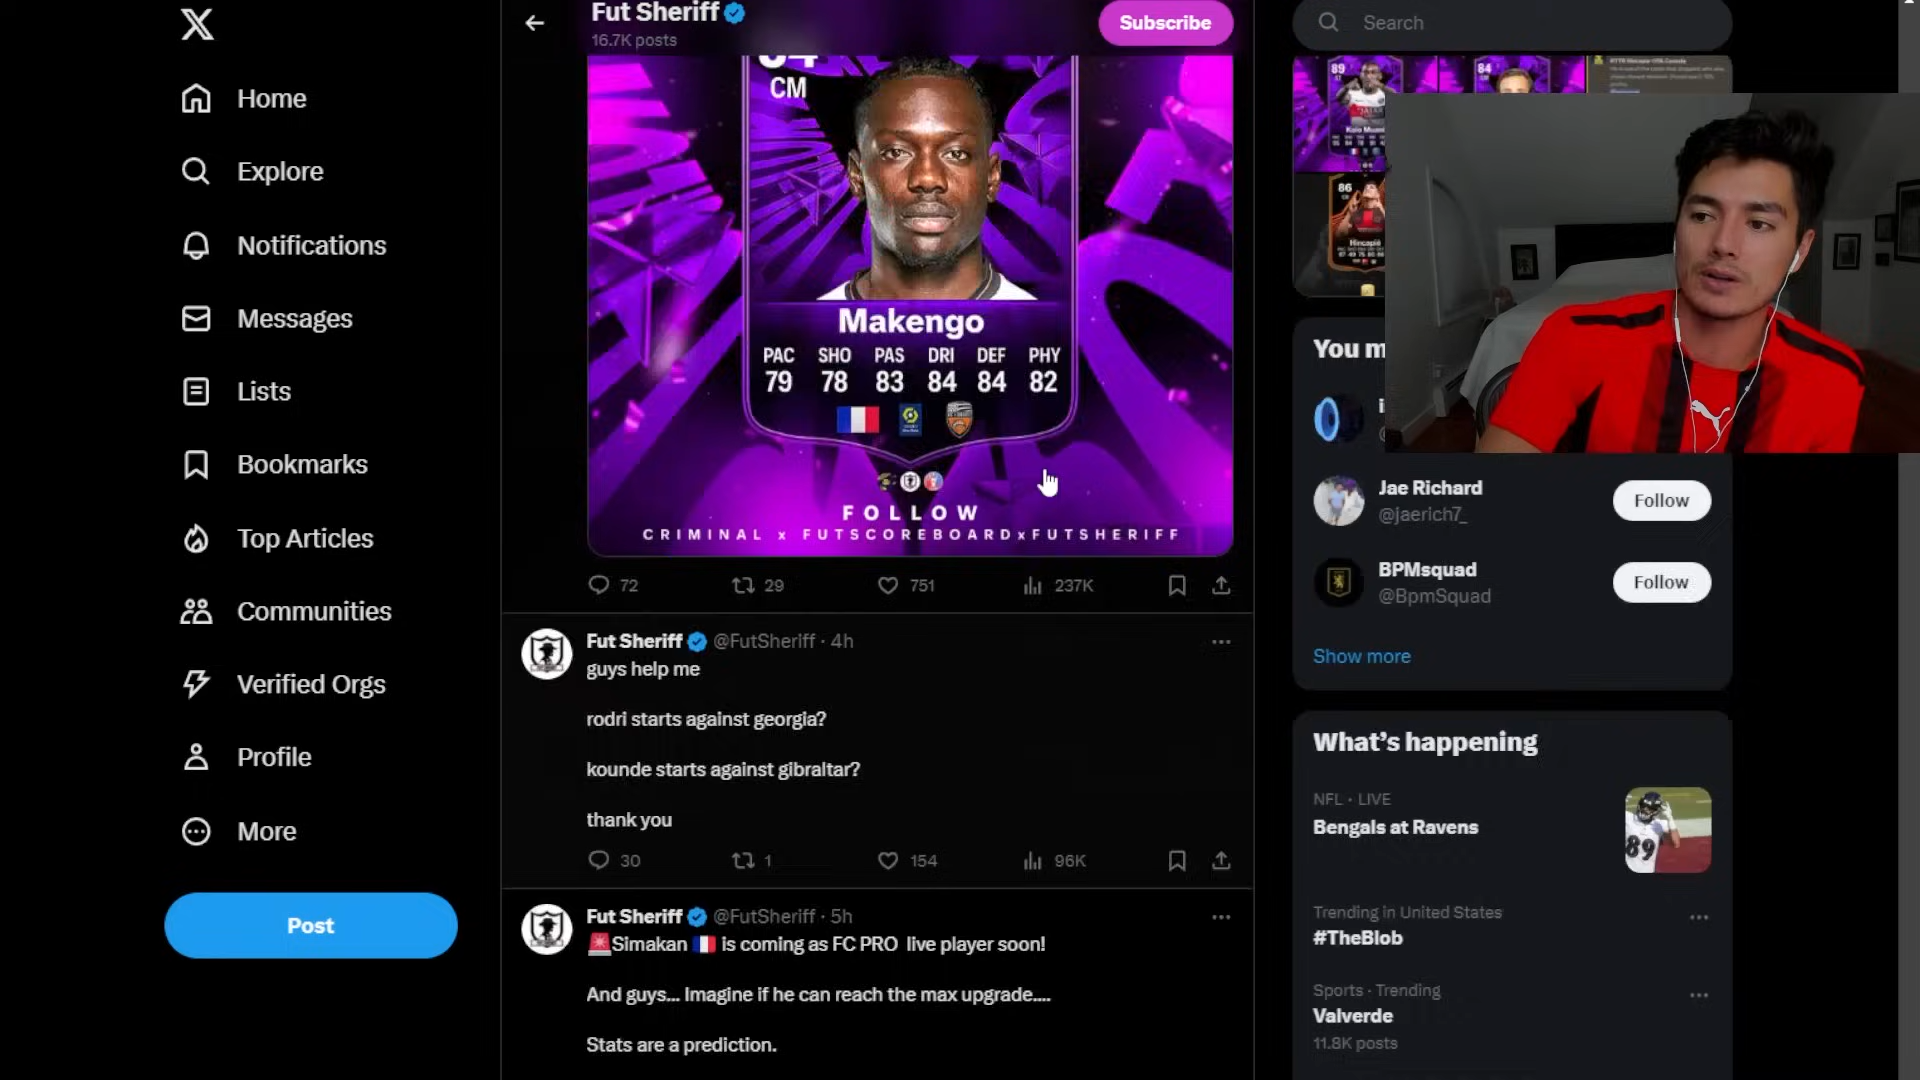 Home
Explore
Notifications
Messages
Lists
Bookmarks
Top Articles
Communities
Verified Orgs
Profile
More
Post
Fut Sheriff
16.7K posts
Subscribe
CM
Makengo
PAC SHO PAS DRI DEF PHY
79 78 83 84 84 82
FOLLOW
CRIMINAL x FUTSCOREBOARDxFUTSHERIFF
72 29 751 237K
Fut Sheriff @FutSheriff · 4h
guys help me
rodri starts against georgia?
kounde starts against gibraltar?
thank you
30 1 154 96K
Fut Sheriff @FutSheriff · 5h
🚨Simakan 🇫🇷 Is coming as FC PRO live player soon!
And guys... Imagine if he can reach the max upgrade....
Stats are a prediction.
Search
89
84
86
Hincapié
You m
Jae Richard
@jaerich7_
Follow
BPMsquad
@BpmSquad
Follow
Show more
What's happening
NFL · LIVE
Bengals at Ravens
89
Trending in United States
#TheBlob
Sports · Trending
Valverde
11.8K posts